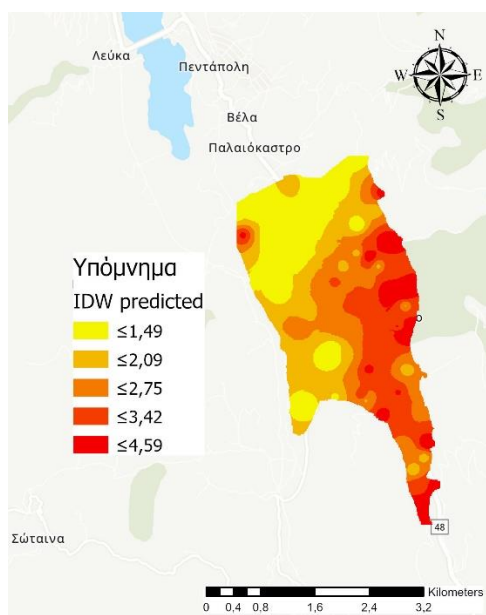 Λεύκα
Πεντάπολη
Βέλα
Παλαιόκαστρο
N
W E
S
Υπόμνημα
IDW predicted
≤1,49
≤2,09
≤2,75
≤3,42
≤4,59
48
Σώταινα
Kilometers
0 0,4 0,8 1,6 2,4 3,2